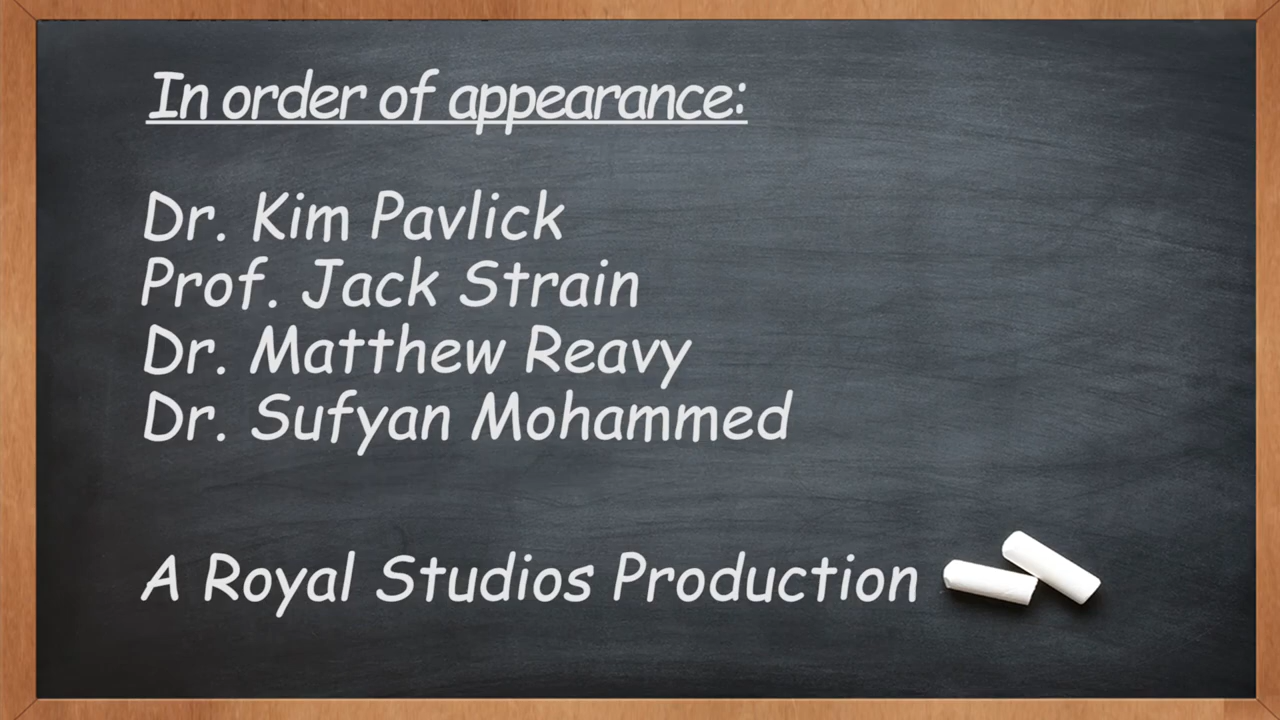 In order of appearance:
Dr. Kim Pavlick
Prof. Jack Strain
Dr. Matthew Reavy
Dr. Sufyan Mohammed
A Royal Studios Production